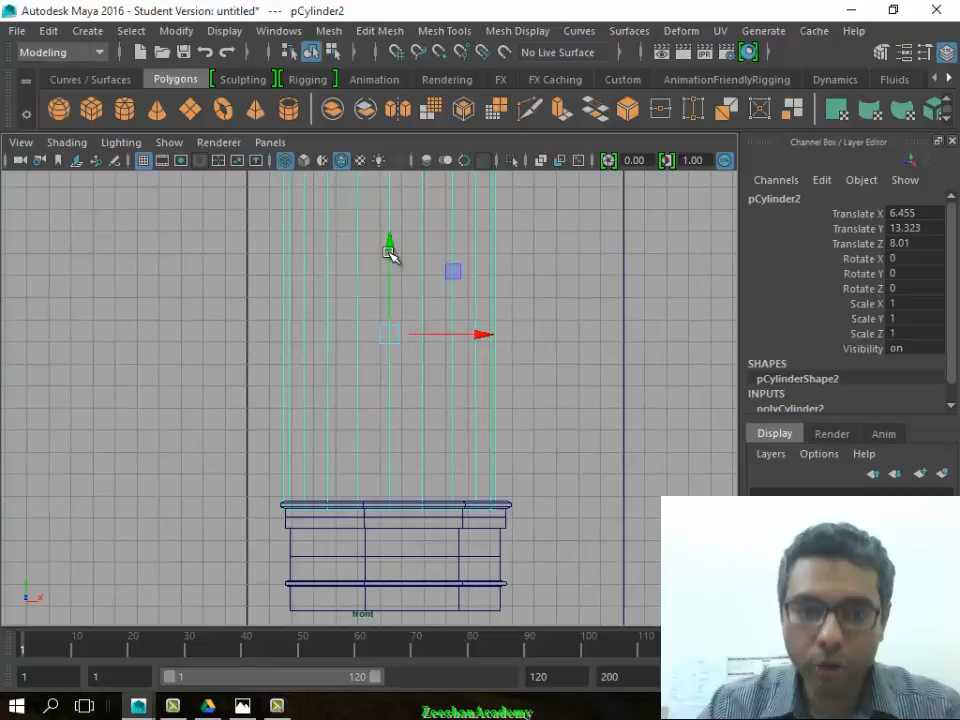 Autodesk Maya 2016 - Student Version: untitled* --- pCylinder2
File Edit Create Select Modify Display Windows Mesh Edit Mesh Mesh Tools Mesh Display Curves Surfaces Deform UV Generate Cache Help
Modeling No Live Surface
Curves / Surfaces Polygons Sculpting Rigging Animation Rendering FX FX Caching Custom AnimationFriendlyRigging Dynamics Fluids
View Shading Lighting Show Renderer Panels
0.00 1.00
Channel Box / Layer Editor
Channels Edit Object Show
pCylinder2
Translate X 6.455
Translate Y 13.323
Translate Z 8.01
Rotate X 0
Rotate Y 0
Rotate Z 0
Scale X 1
Scale Y 1
Scale Z 1
Visibility on
SHAPES
pCylinderShape2
INPUTS
polyCylinder2
Display Render Anim
Layers Options Help
front
10 20 30 40 50 60 70 80 90 100 110
1
1 1 1 120 120 200
ZeeshanAcademy